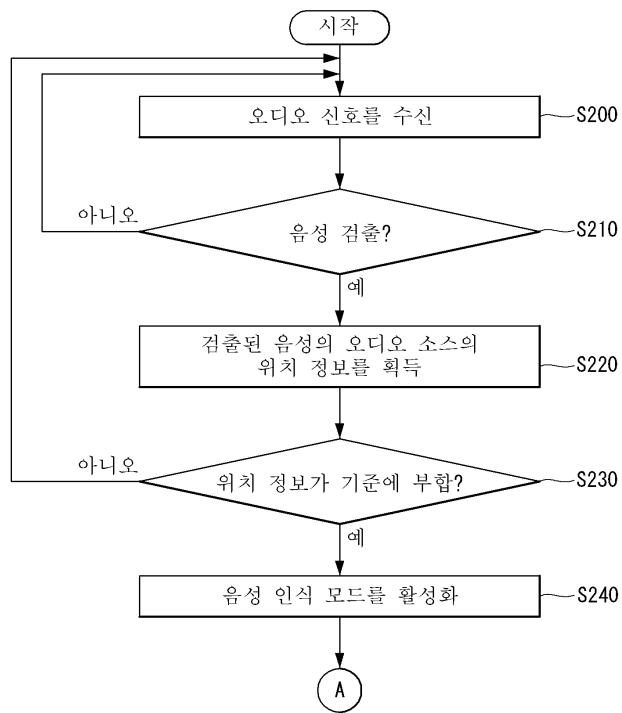 시작
오디오 신호를 수신
S200
아니오
음성 검출?
S210
예
검출된 음성의 오디오 소스의
위치 정보를 획득
S220
아니오
위치 정보가 기준에 부합?
S230
예
음성 인식 모드를 활성화
S240
A